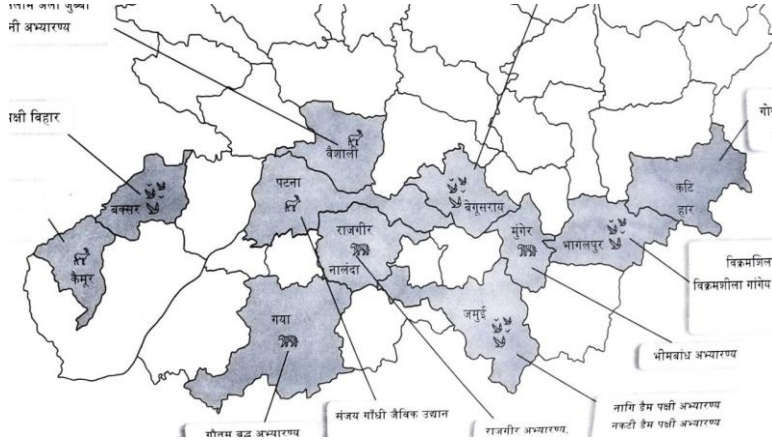 अभ्यारण्य
पक्षी बिहार
वैशाली
पटना
बक्सर
बेगूसराय
कटि
हार
राजगीर
नालंदा
मुंगेर
भागलपुर
कैमूर
गया
जमुई
विक्रमशिला गांगेय
भीमबांध अभ्यारण्य
नागि डैम पक्षी अभ्यारण्य
नकटी डैम पक्षी अभ्यारण्य
संजय गाँधी जैविक उद्यान
गौतम बुद्ध अभ्यारण्य
राजगीर अभ्यारण्य,